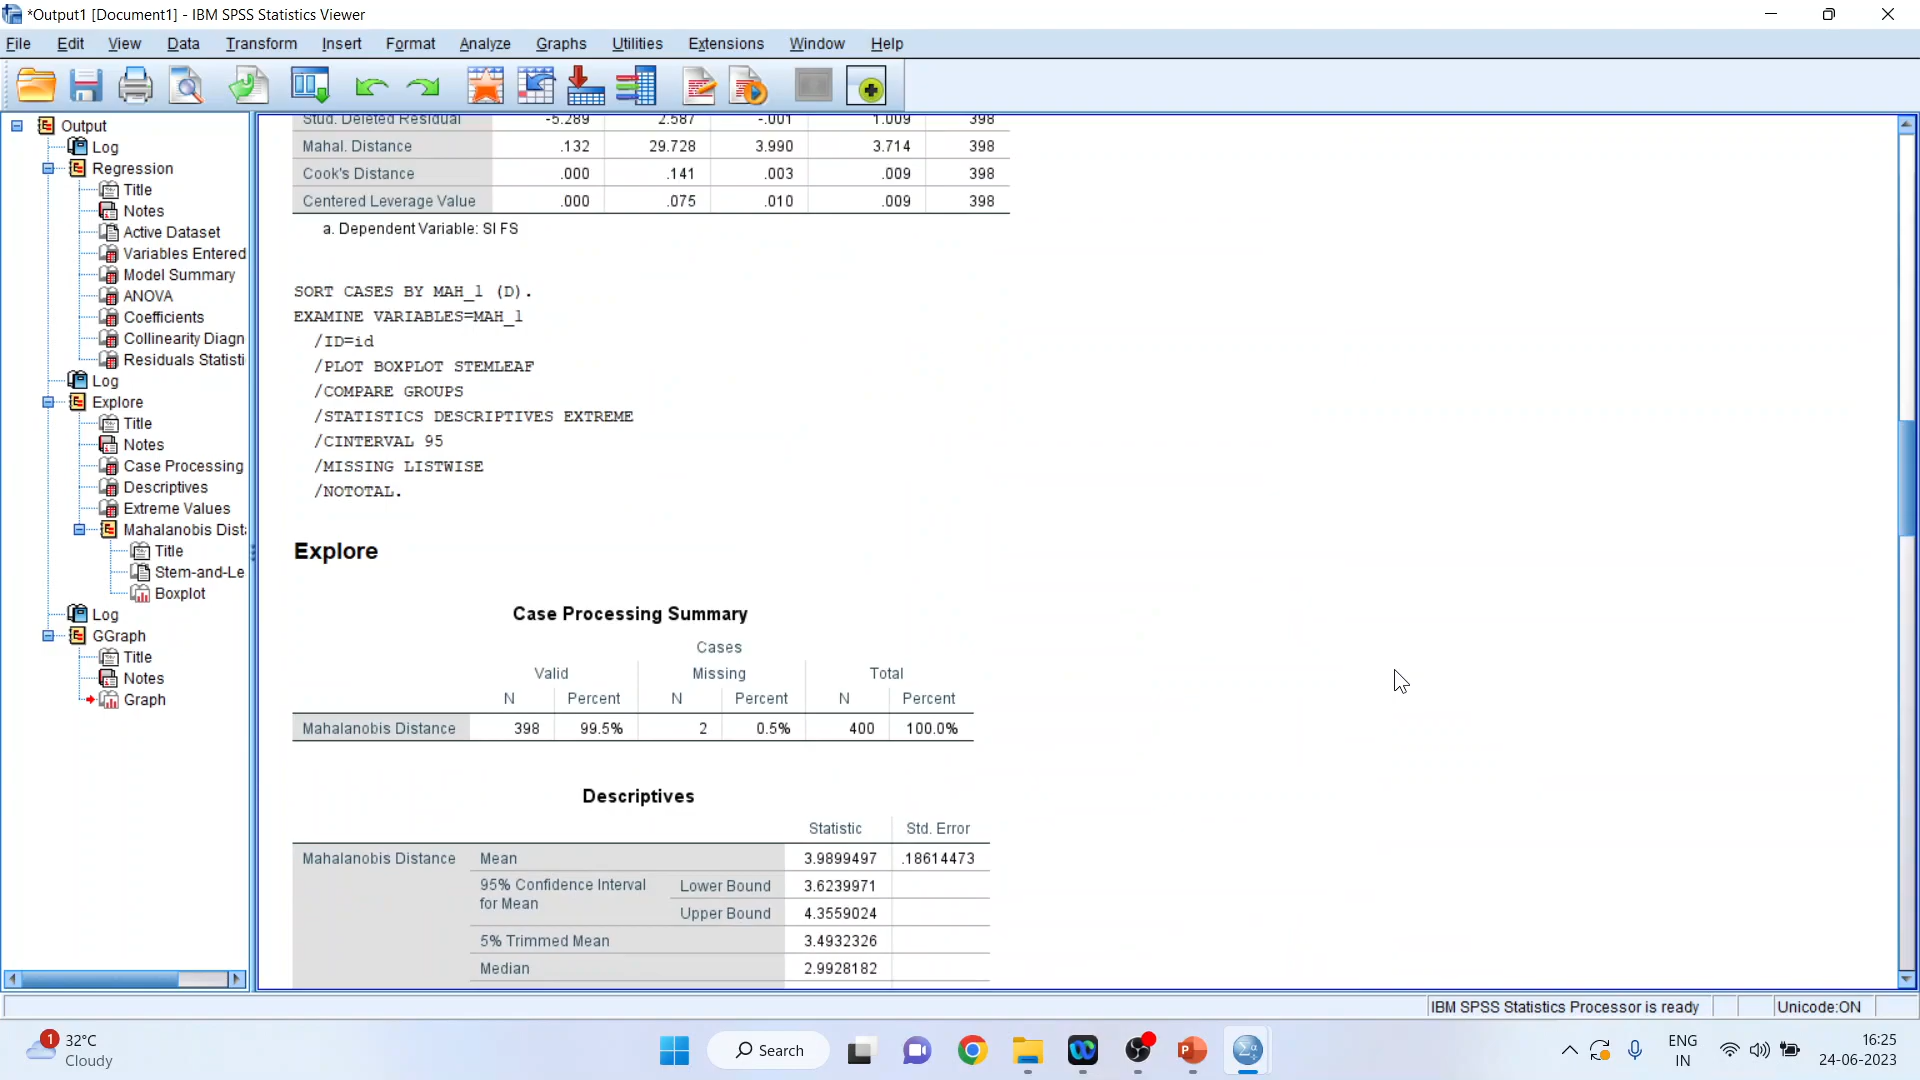 *Output1 [Document1] - IBM SPSS Statistics Viewer
File Edit View Data Transform Insert Format Analyze Graphs Utilities Extensions Window Help
Output
Log
Regression
Title
Notes
Active Dataset
Variables Entered
Model Summary
ANOVA
Coefficients
Collinearity Diagn
Residuals Statisti
Log
Explore
Title
Notes
Case Processing
Descriptives
Extreme Values
Mahalanobis Dista
Title
Stem-and-Le
Boxplot
Log
GGraph
Title
Notes
Graph
Stud. Deleted Residual -5.289 2.587 -.001 1.009 398
Mahal. Distance .132 29.728 3.990 3.714 398
Cook's Distance .000 .141 .003 .009 398
Centered Leverage Value .000 .075 .010 .009 398
a. Dependent Variable: SI FS
SORT CASES BY MAH_1 (D).
EXAMINE VARIABLES=MAH_1
/ID=id
/PLOT BOXPLOT STEMLEAF
/COMPARE GROUPS
/STATISTICS DESCRIPTIVES EXTREME
/CINTERVAL 95
/MISSING LISTWISE
/NOTOTAL.
Explore
Case Processing Summary
Cases
Valid Missing Total
N Percent N Percent N Percent
Mahalanobis Distance 398 99.5% 2 0.5% 400 100.0%
Descriptives
Statistic Std. Error
Mahalanobis Distance Mean 3.9899497 .18614473
95% Confidence Interval for Mean Lower Bound 3.6239971
Upper Bound 4.3559024
5% Trimmed Mean 3.4932326
Median 2.9928182
IBM SPSS Statistics Processor is ready Unicode:ON
1
32°C
Cloudy
Search
ENG
IN
16:25
24-06-2023